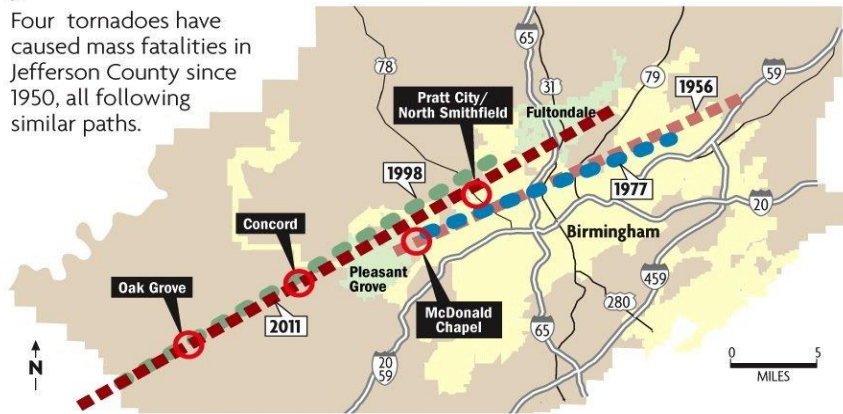 Four tornadoes have
caused mass fatalities in
Jefferson County since
1950, all following
similar paths.
65
59
78
31
79
1956
Pratt City/
North Smithfield
Fultondale
1998
1977
20
Concord
Birmingham
Pleasant
Grove
459
Oak Grove
McDonald
Chapel
280
2011
65
N
20
59
0 5
MILES